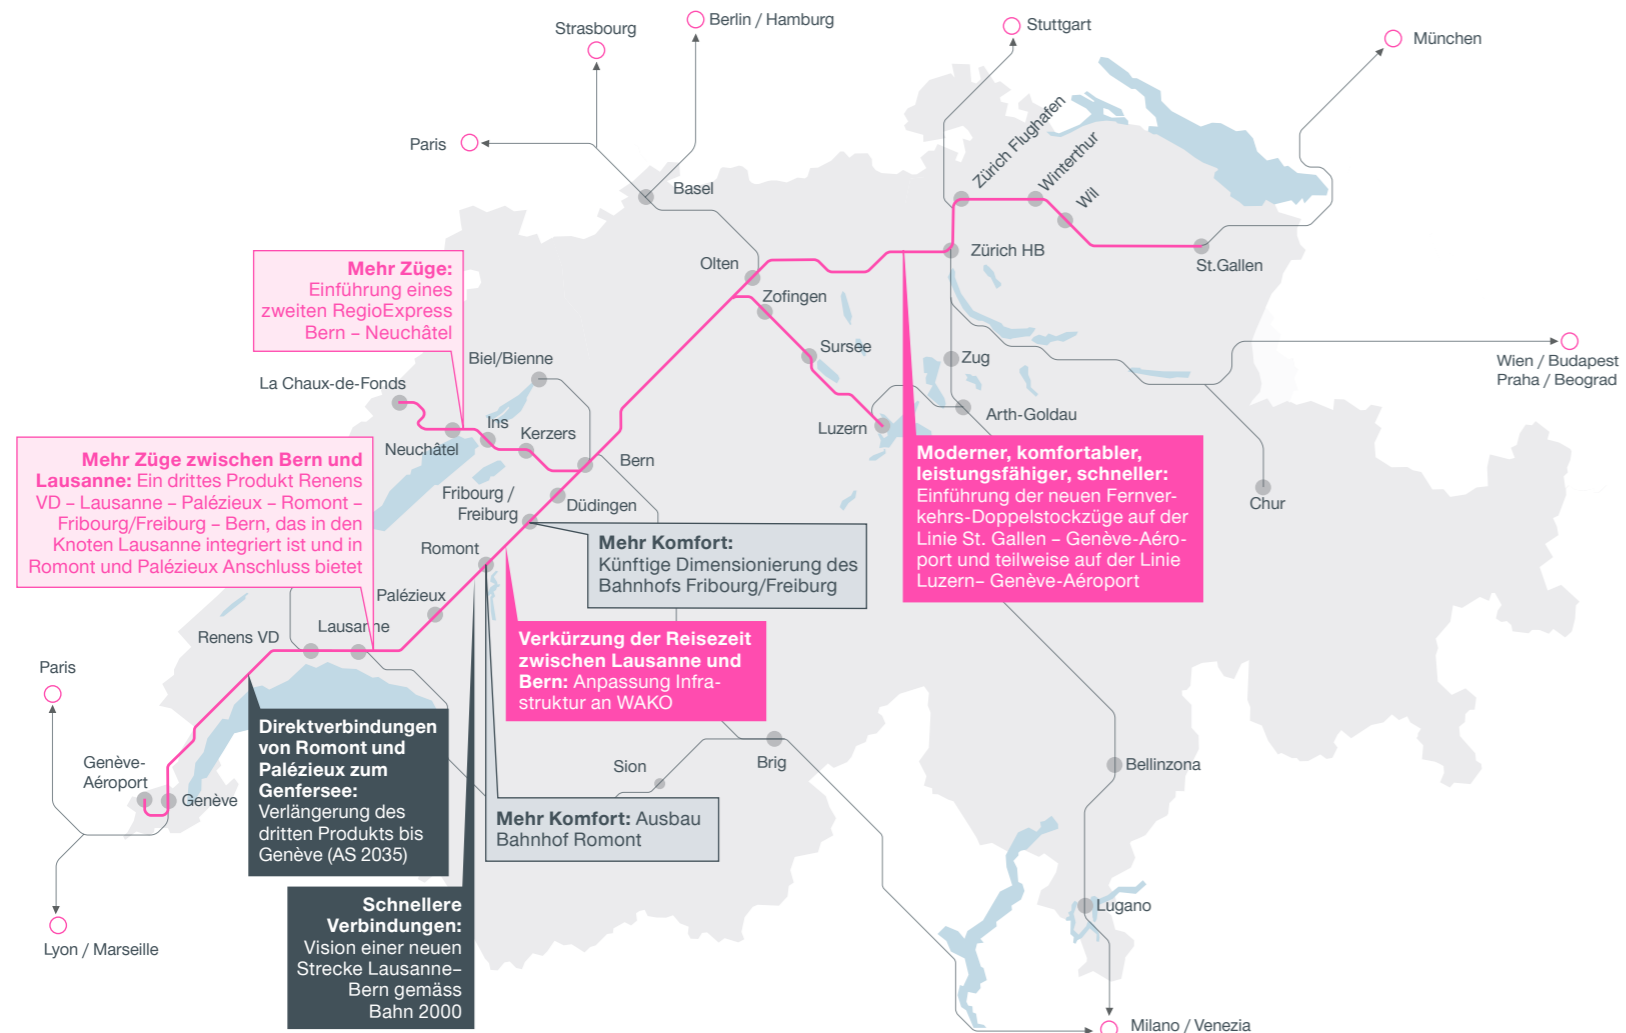 Strasbourg
Berlin / Hamburg
Stuttgart
München
Paris
Basel
Zürich Flughafen
Winterthur
Wil
Zürich HB
St.Gallen
Olten
Zofingen
Mehr Züge:
Einführung eines
zweiten RegioExpress
Bern – Neuchâtel
Sursee
Zug
Wien / Budapest
Praha / Beograd
Biel/Bienne
La Chaux-de-Fonds
Ins
Kerzers
Neuchâtel
Luzern
Arth-Goldau
Bern
Mehr Züge zwischen Bern und
Lausanne: Ein drittes Produkt Renens
VD – Lausanne – Palézieux – Romont –
Fribourg/Freiburg – Bern, das in den
Knoten Lausanne integriert ist und in
Romont und Palézieux Anschluss bietet
Moderner, komfortabler,
leistungsfähiger, schneller:
Einführung der neuen Fernver-
kehrs-Doppelstockzüge auf der
Linie St. Gallen – Genève-Aéro-
port und teilweise auf der Linie
Luzern– Genève-Aéroport
Chur
Fribourg /
Freiburg
Düdingen
Romont
Mehr Komfort:
Künftige Dimensionierung des
Bahnhofs Fribourg/Freiburg
Palézieux
Lausanne
Renens VD
Verkürzung der Reisezeit
zwischen Lausanne und
Bern: Anpassung Infra-
struktur an WAKO
Paris
Direktverbindungen
von Romont und
Palézieux zum
Genfersee:
Verlängerung des
dritten Produkts bis
Genève (AS 2035)
Genève-
Aéroport
Genève
Sion
Brig
Bellinzona
Mehr Komfort: Ausbau
Bahnhof Romont
Schnellere
Verbindungen:
Vision einer neuen
Strecke Lausanne–
Bern gemäss
Bahn 2000
Lugano
Lyon / Marseille
Milano / Venezia